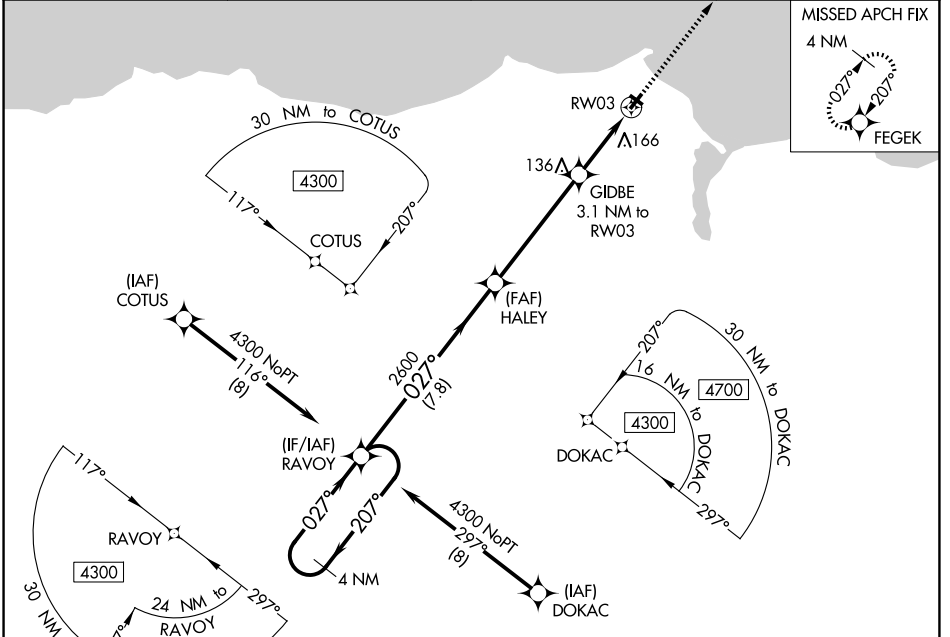 MISSED APCH FIX
4 NM
027°
207°
FEGEK
RW03
166
136
GIDBE
3.1 NM to
RW03
30 NM to COTUS
4300
117°
207°
COTUS
(IAF)
COTUS
4300 NoPT
116°
(8)
(FAF)
HALEY
2600
027°
(7.8)
(IF/IAF)
RAVOY
027°
207°
4 NM
4300 NoPT
297°
(8)
(IAF)
DOKAC
207°
30 NM to DOKAC
4700
16 NM to DOKAC
4300
DOKAC
297°
117°
RAVOY
4300
297°
24 NM to
RAVOY
30 NM